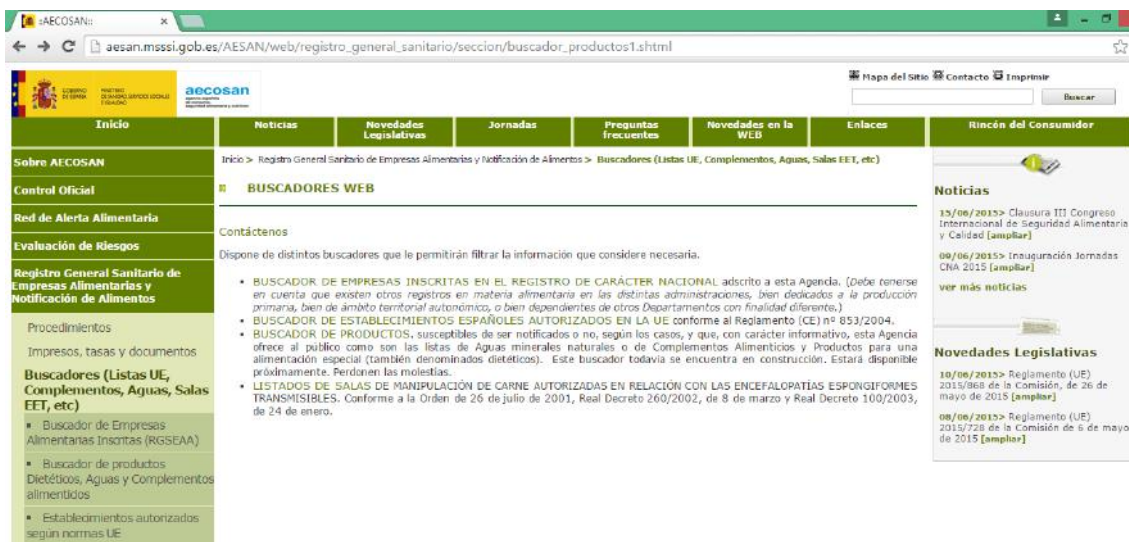 ::AECOSAN::
aesan.msssi.gob.es/AESAN/web/registro_general_sanitario/seccion/buscador_productos1.shtml
Mapa del Sitio Contacto Imprimir
GOBIERNO DE ESPAÑA
MINISTERIO DE SANIDAD, SERVICIOS SOCIALES E IGUALDAD
aecosan
Buscar
Inicio
Noticias
Novedades Legislativas
Jornadas
Preguntas frecuentes
Novedades en la WEB
Enlaces
Rincón del Consumidor
Sobre AECOSAN
Control Oficial
Red de Alerta Alimentaria
Evaluación de Riesgos
Registro General Sanitario de
Empresas Alimentarias y
Notificación de Alimentos
Procedimientos
Impresos, tasas y documentos
Buscadores (Listas UE,
Complementos, Aguas, Salas
EET, etc)
Buscador de Empresas
Alimentarias Inscritas (RGSEAA)
Buscador de productos
Dietéticos, Aguas y Complementos
alimenticios
Establecimientos autorizados
según normas UE
Inicio > Registro General Sanitario de Empresas Alimentarias y Notificación de Alimentos > Buscadores (Listas UE, Complementos, Aguas, Salas EET, etc)
BUSCADORES WEB
Contáctenos
Dispone de distintos buscadores que le permitirán filtrar la información que considere necesaria.
• BUSCADOR DE EMPRESAS INSCRITAS EN EL REGISTRO DE CARÁCTER NACIONAL adscrito a esta Agencia. (Debe tenerse
en cuenta que existen otros registros en materia alimentaria en las distintas administraciones, bien dedicados a la producción
primaria, bien de ámbito territorial autonómico, o bien dependientes de otros Departamentos con finalidad diferente.)
• BUSCADOR DE ESTABLECIMIENTOS ESPAÑOLES AUTORIZADOS EN LA UE conforme al Reglamento (CE) nº 853/2004.
• BUSCADOR DE PRODUCTOS. susceptibles de ser notificados o no, según los casos, y que, con carácter informativo, esta Agencia
ofrece al público como son las listas de Aguas minerales naturales o de Complementos Alimenticios y Productos para una
alimentación especial (también denominados dietéticos). Este buscador todavía se encuentra en construcción. Estará disponible
próximamente. Perdonen las molestias.
• LISTADOS DE SALAS DE MANIPULACIÓN DE CARNE AUTORIZADAS EN RELACIÓN CON LAS ENCEFALOPATÍAS ESPONGIFORMES
TRANSMISIBLES. Conforme a la Orden de 26 de julio de 2001, Real Decreto 260/2002, de 8 de marzo y Real Decreto 100/2003,
de 24 de enero.
Noticias
15/06/2015> Clausura III Congreso
Internacional de Seguridad Alimentaria
y Calidad [ampliar]
09/06/2015> Inauguración Jornadas
CNA 2015 [ampliar]
ver más noticias
Novedades Legislativas
10/06/2015> Reglamento (UE)
2015/868 de la Comisión, de 26 de
mayo de 2015 [ampliar]
08/06/2015> Reglamento (UE)
2015/728 de la Comisión de 6 de mayo
de 2015 [ampliar]